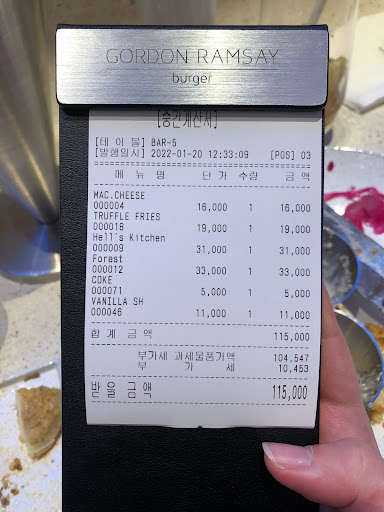 GORDON RAMSAY
burger
[중간계산서]
[테 이 블] BAR-5
[발행일시] 2022-01-20 12:33:09 [POS] 03
메 뉴 명 단 가 수량 금 액
MAC.CHEESE
000004 16,000 1 16,000
TRUFFLE FRIES
000018 19,000 1 19,000
Hell`s Kitchen
000009 31,000 1 31,000
Forest
000012 33,000 1 33,000
COKE
000071 5,000 1 5,000
VANILLA SH
000046 11,000 1 11,000
합 계 금 액 115,000
부가세 과세물품가액 104,547
부 가 세 10,453
받 을 금 액 115,000